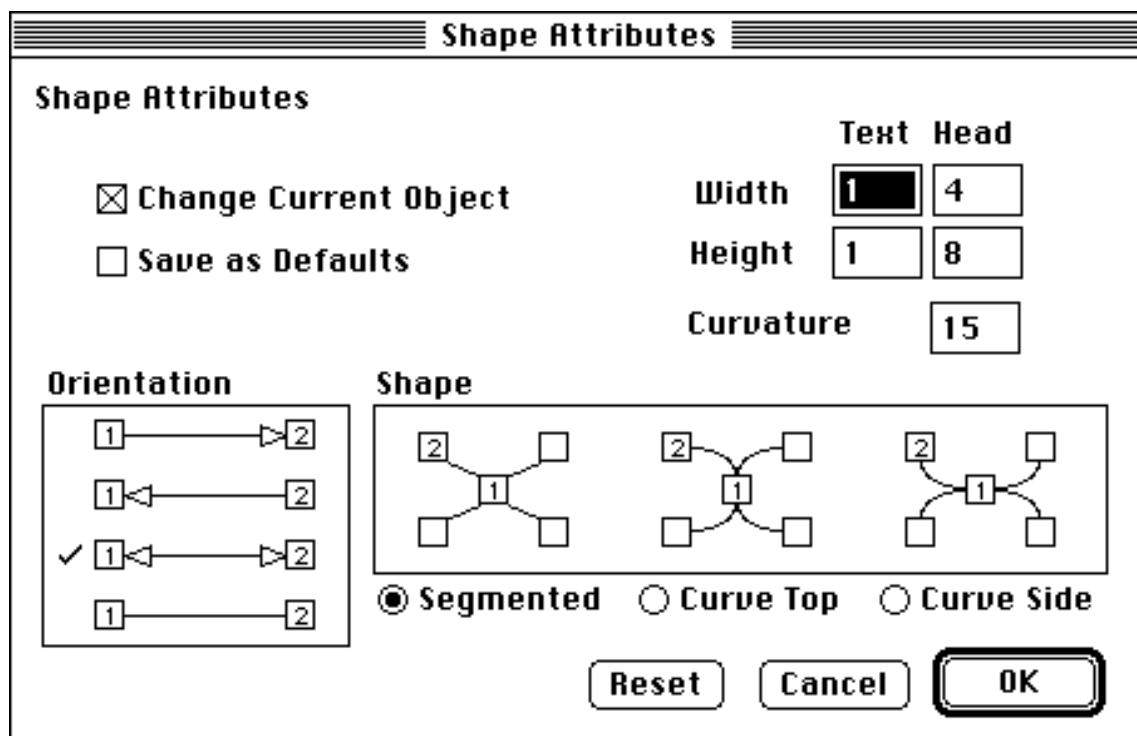 Shape Attributes
Shape Attributes
Text Head
Change Current Object
Width 1 4
Save as Defaults
Height 1 8
Curvature 15
Orientation
1 2
1 2
1 2
1 2
Shape
2 2 2
1 1 1
Segmented Curve Top Curve Side
Reset Cancel OK